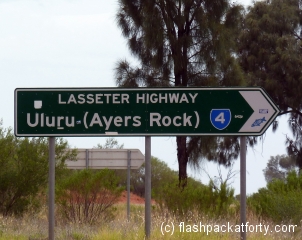 LASSETER HIGHWAY
ULURU-(AYERS ROCK)
4
(c) flashpackatforty.com